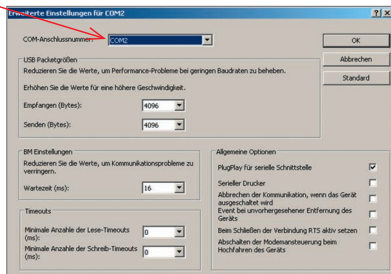 Erweiterte Einstellungen für COM2
COM-Anschlussnummer: COM2
OK
Abbrechen
Standard
USB Packetgrößen
Reduzieren Sie die Werte, um Performance-Probleme bei geringen Baudraten zu beheben.
Erhöhen Sie die Werte für eine höhere Geschwindigkeit.
Empfangen (Bytes): 4096
Senden (Bytes): 4096
BM Einstellungen
Reduzieren Sie die Werte, um Kommunikationsprobleme zu
verringern.
Wartezeit (ms): 16
Timeouts
Minimale Anzahl der Lese-Timeouts
(ms): 0
Minimale Anzahl der Schreib-Timeouts
(ms): 0
Allgemeine Optionen
PlugPlay für serielle Schnittstelle
Serieller Drucker
Abbrechen der Kommunikation, wenn das Gerät
ausgeschaltet wird
Event bei unvorhergesehener Entfernung des
Geräts
Beim Schließen der Verbindung RTS aktiv setzen
Abschalten der Modemansteuerung beim
Hochfahren des Geräts